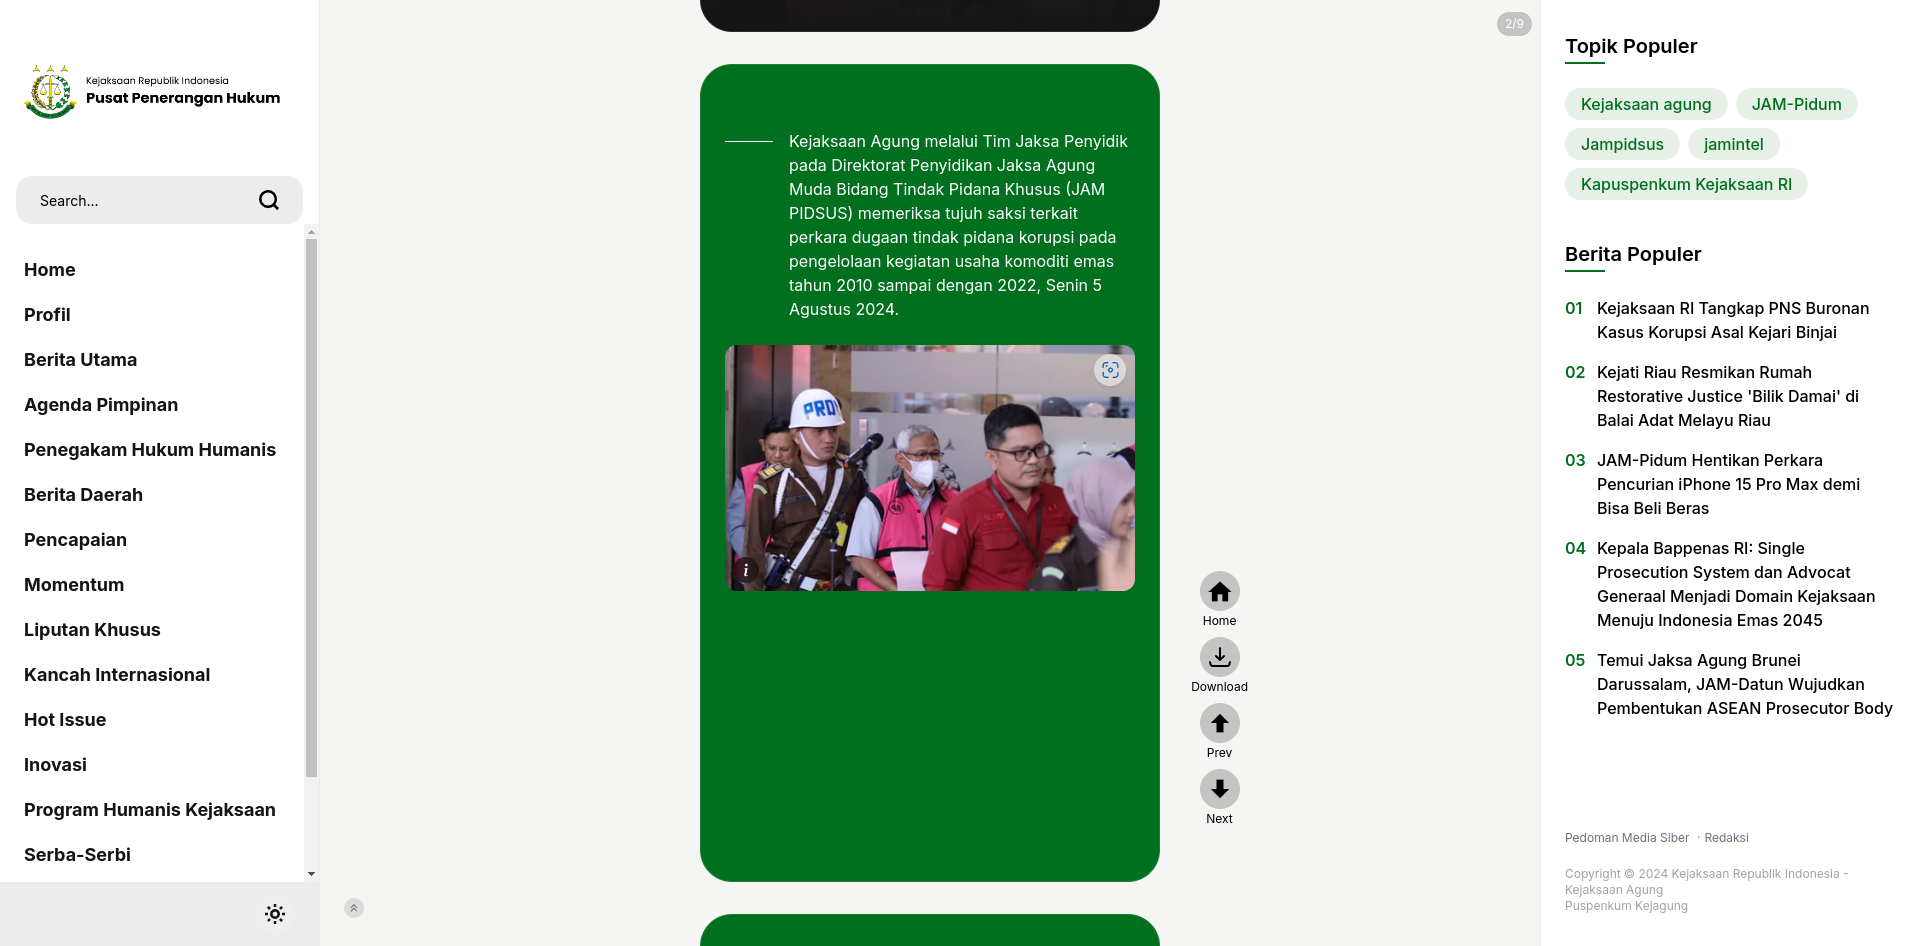 Kejaksaan Republik Indonesia
Pusat Penerangan Hukum
Search...
Home
Profil
Berita Utama
Agenda Pimpinan
Penegakam Hukum Humanis
Berita Daerah
Pencapaian
Momentum
Liputan Khusus
Kancah Internasional
Hot Issue
Inovasi
Program Humanis Kejaksaan
Serba-Serbi
2/9
Kejaksaan Agung melalui Tim Jaksa Penyidik
pada Direktorat Penyidikan Jaksa Agung
Muda Bidang Tindak Pidana Khusus (JAM
PIDSUS) memeriksa tujuh saksi terkait
perkara dugaan tindak pidana korupsi pada
pengelolaan kegiatan usaha komoditi emas
tahun 2010 sampai dengan 2022, Senin 5
Agustus 2024.
48
i
Home
Download
Prev
Next
Topik Populer
Kejaksaan agung
JAM-Pidum
Jampidsus
jamintel
Kapuspenkum Kejaksaan RI
Berita Populer
01 Kejaksaan RI Tangkap PNS Buronan
Kasus Korupsi Asal Kejari Binjai
02 Kejati Riau Resmikan Rumah
Restorative Justice 'Bilik Damai' di
Balai Adat Melayu Riau
03 JAM-Pidum Hentikan Perkara
Pencurian iPhone 15 Pro Max demi
Bisa Beli Beras
04 Kepala Bappenas RI: Single
Prosecution System dan Advocat
Generaal Menjadi Domain Kejaksaan
Menuju Indonesia Emas 2045
05 Temui Jaksa Agung Brunei
Darussalam, JAM-Datun Wujudkan
Pembentukan ASEAN Prosecutor Body
Pedoman Media Siber · Redaksi
Copyright © 2024 Kejaksaan Republik Indonesia -
Kejaksaan Agung
Puspenkum Kejagung